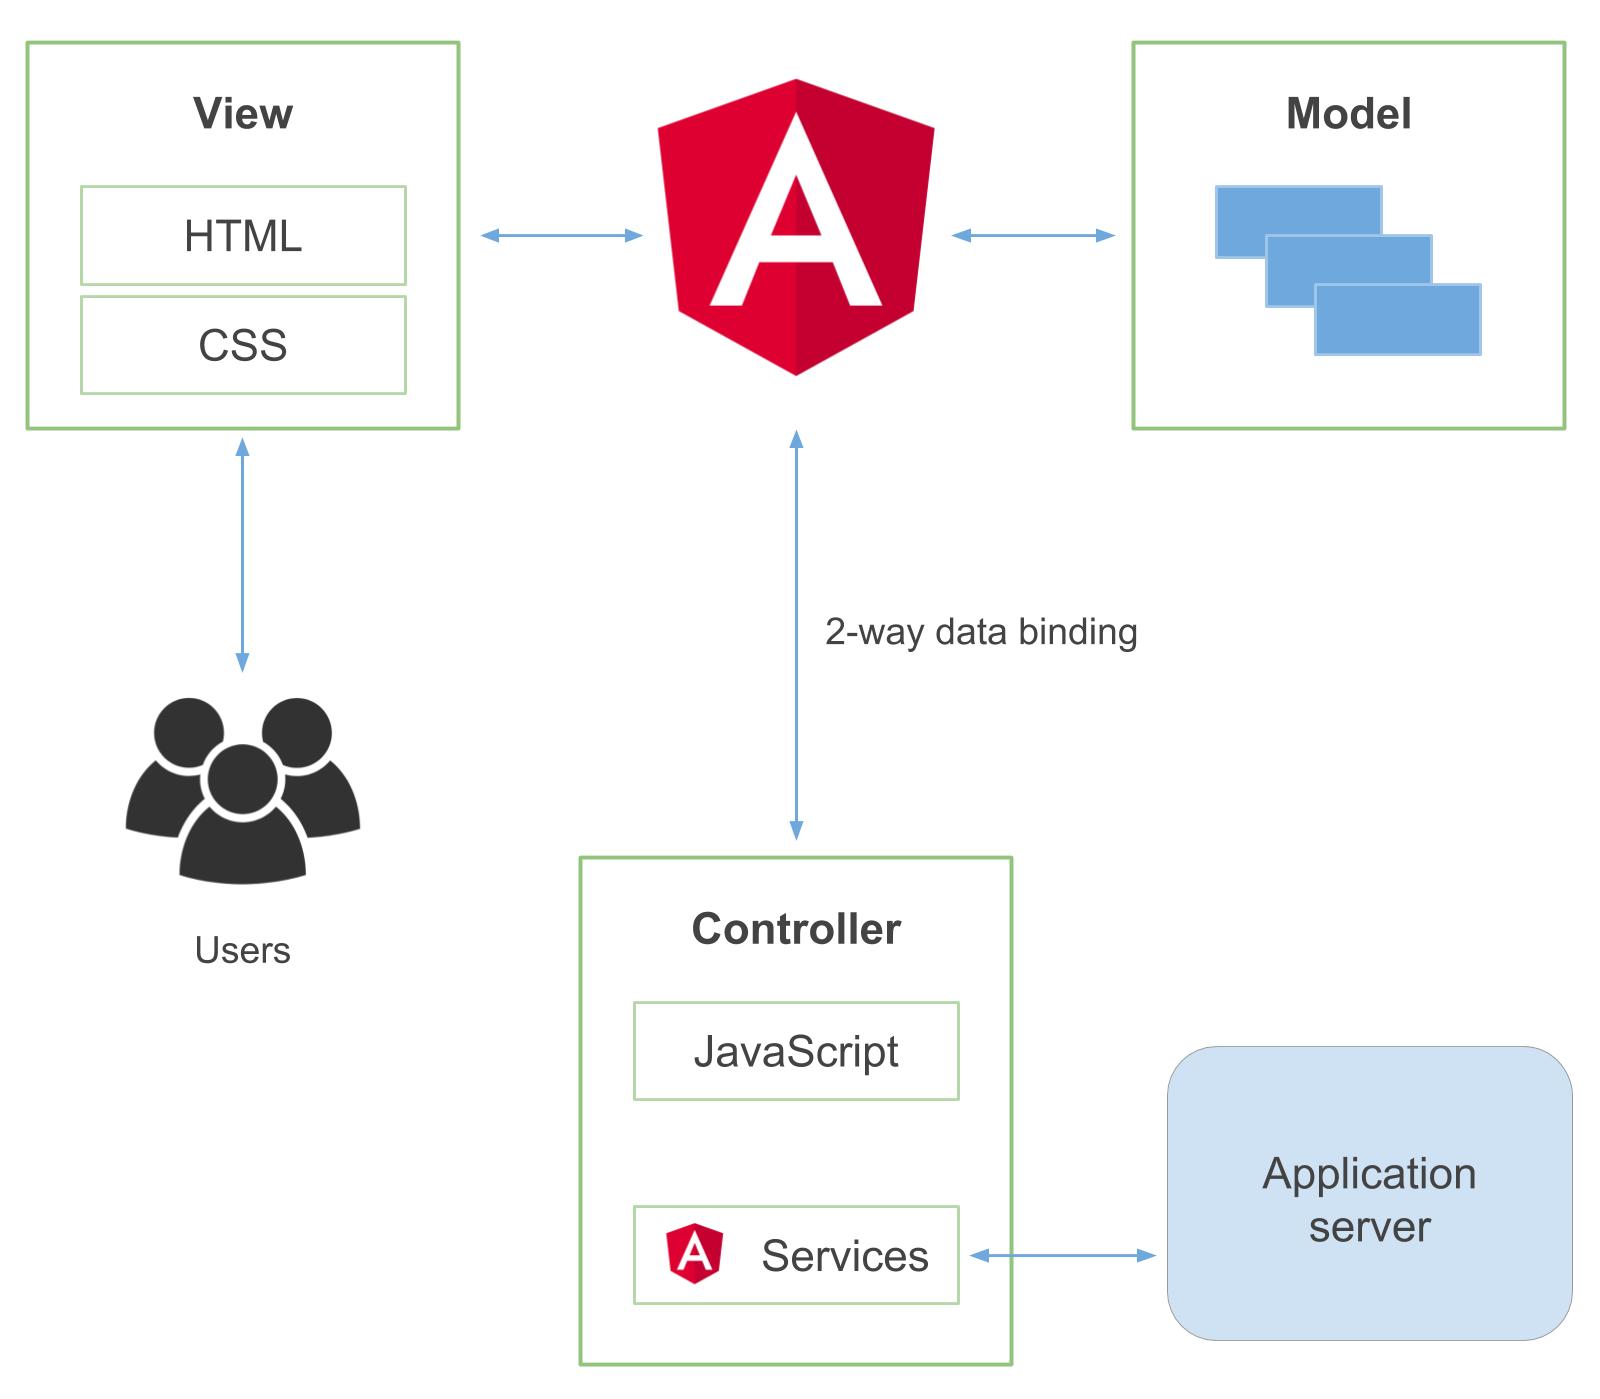 View
HTML
CSS
Model
2-way data binding
Users
Controller
JavaScript
Services
Application
server